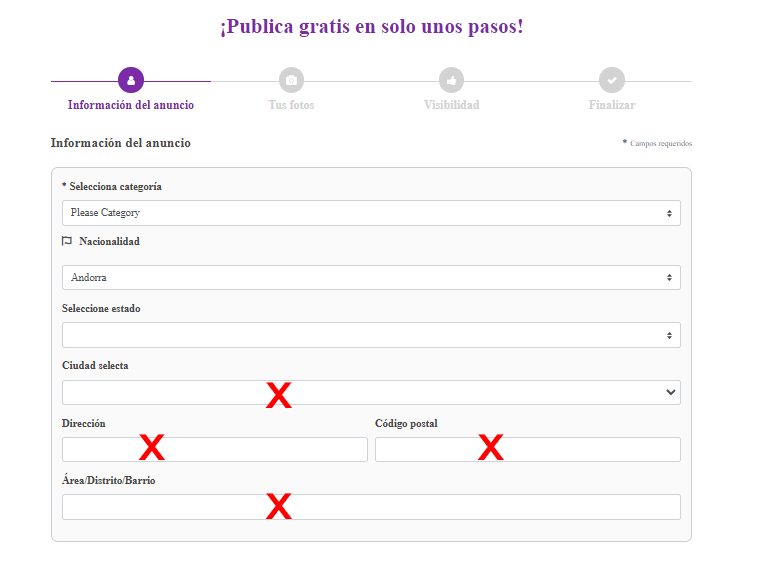 ¡Publica gratis en solo unos pasos!
Información del anuncio Tus fotos Visibilidad Finalizar
Información del anuncio * Campos requeridos
* Selecciona categoría
Please Category
Nacionalidad
Andorra
Seleccione estado
Ciudad selecta
X
Dirección Código postal
X X
Área/Distrito/Barrio
X